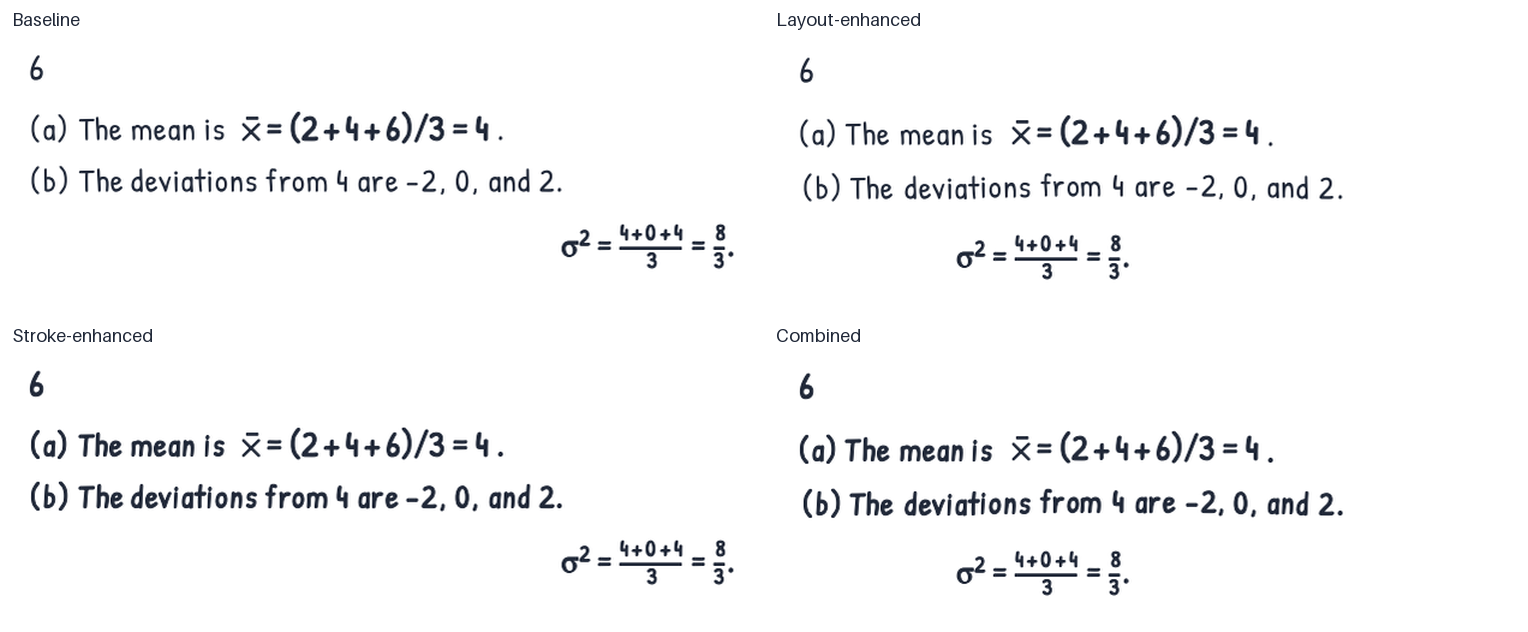 Baseline
6
(a) The mean is x̄ = (2+4+6)/3 = 4.
(b) The deviations from 4 are -2, 0, and 2.
σ² = (4+0+4)/3 = 8/3.
Layout-enhanced
6
(a) The mean is x̄ = (2+4+6)/3 = 4.
(b) The deviations from 4 are -2, 0, and 2.
σ² = (4+0+4)/3 = 8/3.
Stroke-enhanced
6
(a) The mean is x̄ = (2+4+6)/3 = 4.
(b) The deviations from 4 are -2, 0, and 2.
σ² = (4+0+4)/3 = 8/3.
Combined
6
(a) The mean is x̄ = (2+4+6)/3 = 4.
(b) The deviations from 4 are -2, 0, and 2.
σ² = (4+0+4)/3 = 8/3.